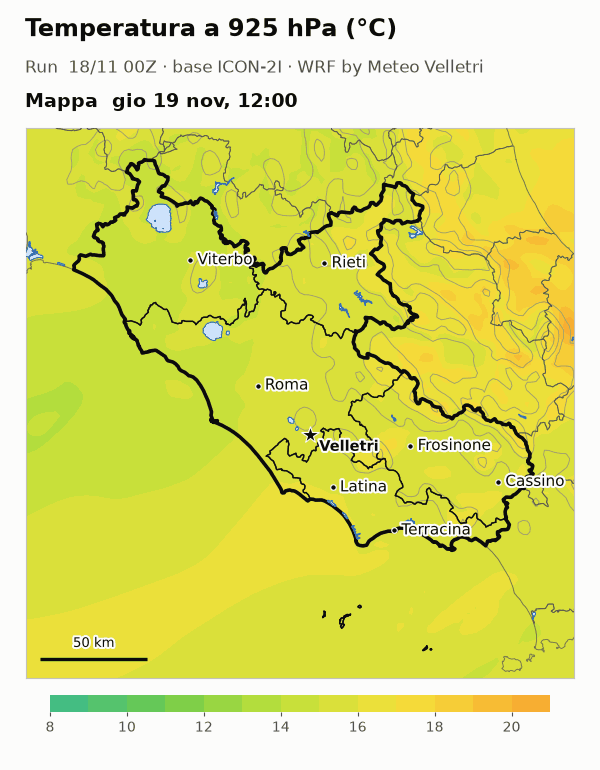 Temperatura a 925 hPa (°C)
Run  18/11 00Z · base ICON-2I · WRF by Meteo Velletri
Mappa  gio 19 nov, 12:00
Viterbo
Rieti
Roma
Velletri
Frosinone
Cassino
Latina
Terracina
50 km
8 10 12 14 16 18 20